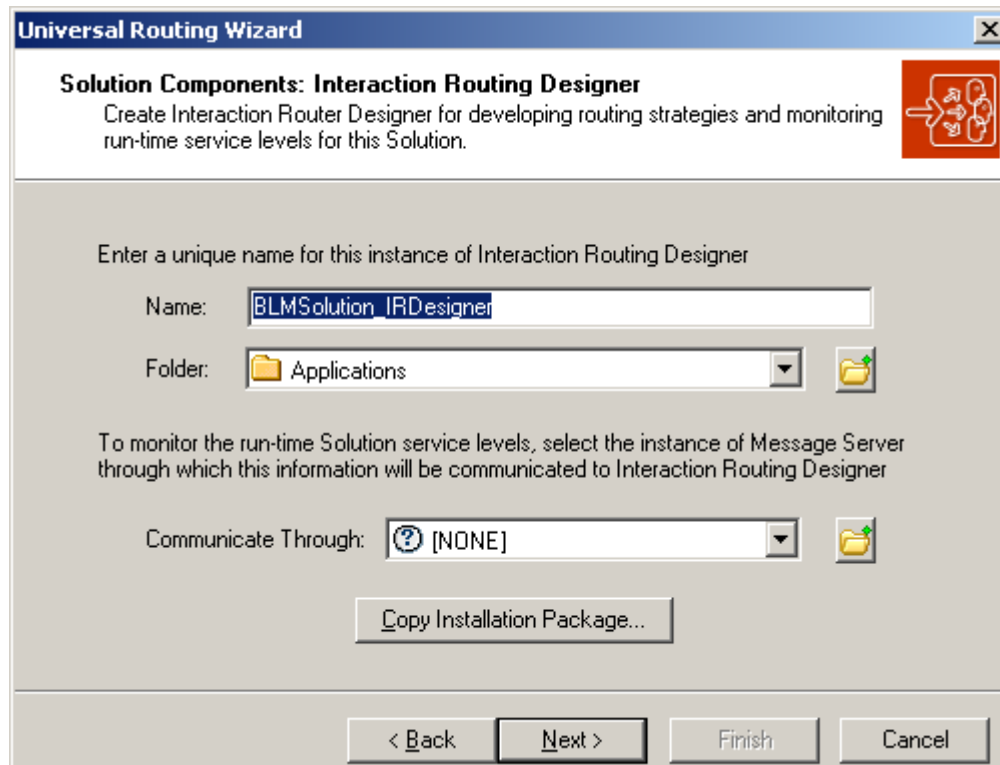 Universal Routing Wizard
Solution Components: Interaction Routing Designer
Create Interaction Router Designer for developing routing strategies and monitoring
run-time service levels for this Solution.
Enter a unique name for this instance of Interaction Routing Designer
Name: BLMSolution_IRDesigner
Folder: Applications
To monitor the run-time Solution service levels, select the instance of Message Server
through which this information will be communicated to Interaction Routing Designer
Communicate Through: [NONE]
Copy Installation Package...
< Back Next > Finish Cancel